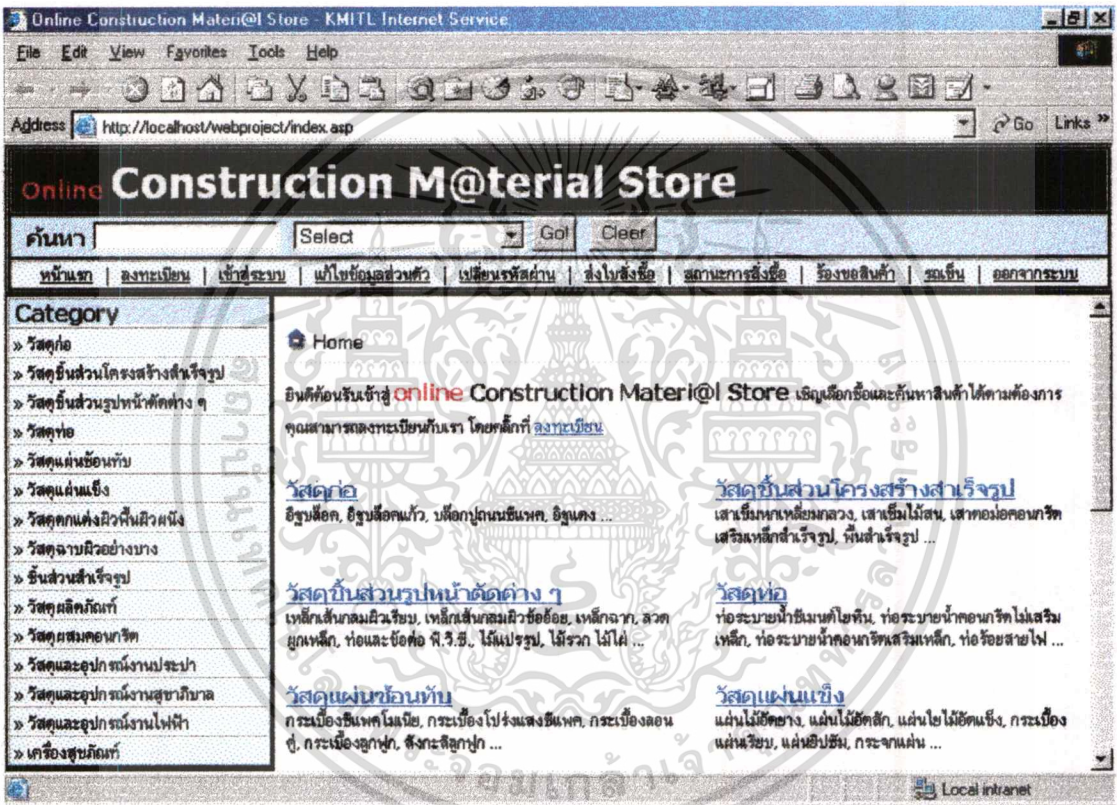 Online Construction Materi@l Store - KMITL Internet Service
File Edit View Favorites Tools Help
Address http://localhost/webproject/index.asp Go Links »
Online Construction M@terial Store
ค้นหา Select Go! Clear
หน้าแรก | ลงทะเบียน | เข้าสู่ระบบ | แก้ไขข้อมูลส่วนตัว | เปลี่ยนรหัสผ่าน | ส่งใบสั่งซื้อ | สถานะการสั่งซื้อ | ร้องขอสินค้า | รถเข็น | ออกจากระบบ
Category
» วัสดุก่อ
» วัสดุชิ้นส่วนโครงสร้างสำเร็จรูป
» วัสดุชิ้นส่วนรูปหน้าตัดต่าง ๆ
» วัสดุท่อ
» วัสดุแผ่นซ้อนทับ
» วัสดุแผ่นแข็ง
» วัสดุตกแต่งผิวพื้นผิวผนัง
» วัสดุฉาบผิวอย่างบาง
» ชิ้นส่วนสำเร็จรูป
» วัสดุผลิตภัณฑ์
» วัสดุผสมคอนกรีต
» วัสดุและอุปกรณ์งานประปา
» วัสดุและอุปกรณ์งานสุขาภิบาล
» วัสดุและอุปกรณ์งานไฟฟ้า
» เครื่องสุขภัณฑ์
Home
ยินดีต้อนรับเข้าสู่ online Construction Materi@l Store เชิญเลือกซื้อและค้นหาสินค้าได้ตามต้องการ
คุณสามารถลงทะเบียนกับเรา โดยคลิ๊กที่ ลงทะเบียน
วัสดุก่อ
อิฐบล็อค, อิฐบล็อคแก้ว, บล็อกปูถนนซีแพค, อิฐแดง ...
วัสดุชิ้นส่วนโครงสร้างสำเร็จรูป
เสาเข็มหกเหลี่ยมกลวง, เสาเข็มไม้สน, เสาตอม่อคอนกรีต
เสริมเหล็กสำเร็จรูป, พื้นสำเร็จรูป ...
วัสดุชิ้นส่วนรูปหน้าตัดต่าง ๆ
เหล็กเส้นกลมผิวเรียบ, เหล็กเส้นกลมผิวข้ออ้อย, เหล็กฉาก, ลวด
ผูกเหล็ก, ท่อและข้อต่อ พี.วี.ซี., ไม้แปรรูป, ไม้รวก ไม้ไผ่ ...
วัสดุท่อ
ท่อระบายน้ำซีเมนต์ใยหิน, ท่อระบายน้ำคอนกรีตไม่เสริม
เหล็ก, ท่อระบายน้ำคอนกรีตเสริมเหล็ก, ท่อร้อยสายไฟ ...
วัสดุแผ่นซ้อนทับ
กระเบื้องซีแพคโมเนีย, กระเบื้องโปร่งแสงซีแพค, กระเบื้องลอน
คู่, กระเบื้องลูกฟูก, สังกะสีลูกฟูก ...
วัสดุแผ่นแข็ง
แผ่นไม้อัดยาง, แผ่นไม้อัดสัก, แผ่นใยไม้อัดแข็ง, กระเบื้อง
แผ่นเรียบ, แผ่นยิปซัม, กระจกแผ่น ...
Local intranet